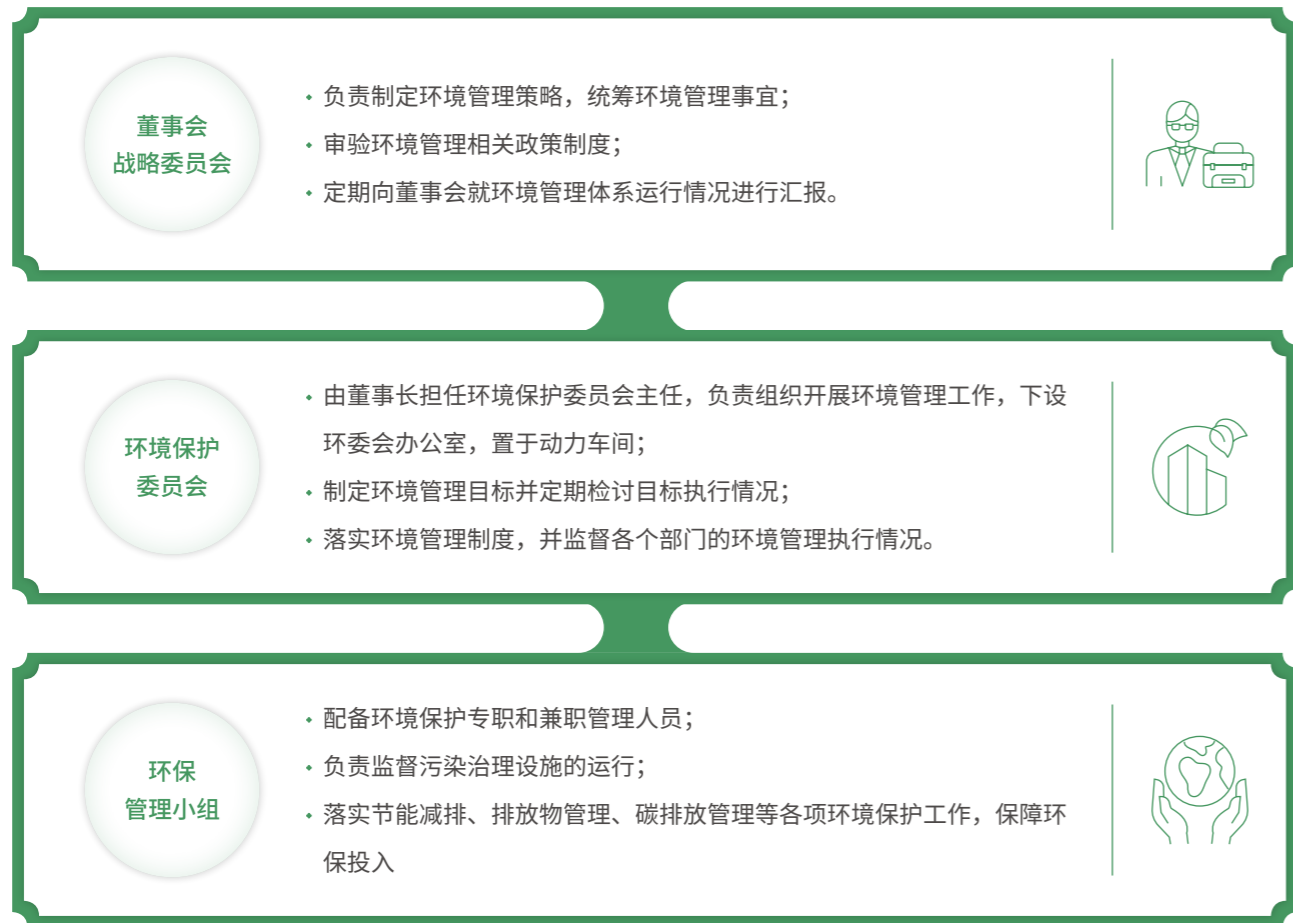 董事会
战略委员会
• 负责制定环境管理策略，统筹环境管理事宜；
• 审验环境管理相关政策制度；
• 定期向董事会就环境管理体系运行情况进行汇报。
环境保护
委员会
• 由董事长担任环境保护委员会主任，负责组织开展环境管理工作，下设
环委会办公室，置于动力车间；
• 制定环境管理目标并定期检讨目标执行情况；
• 落实环境管理制度，并监督各个部门的环境管理执行情况。
环保
管理小组
• 配备环境保护专职和兼职管理人员；
• 负责监督污染治理设施的运行；
• 落实节能减排、排放物管理、碳排放管理等各项环境保护工作，保障环
保投入